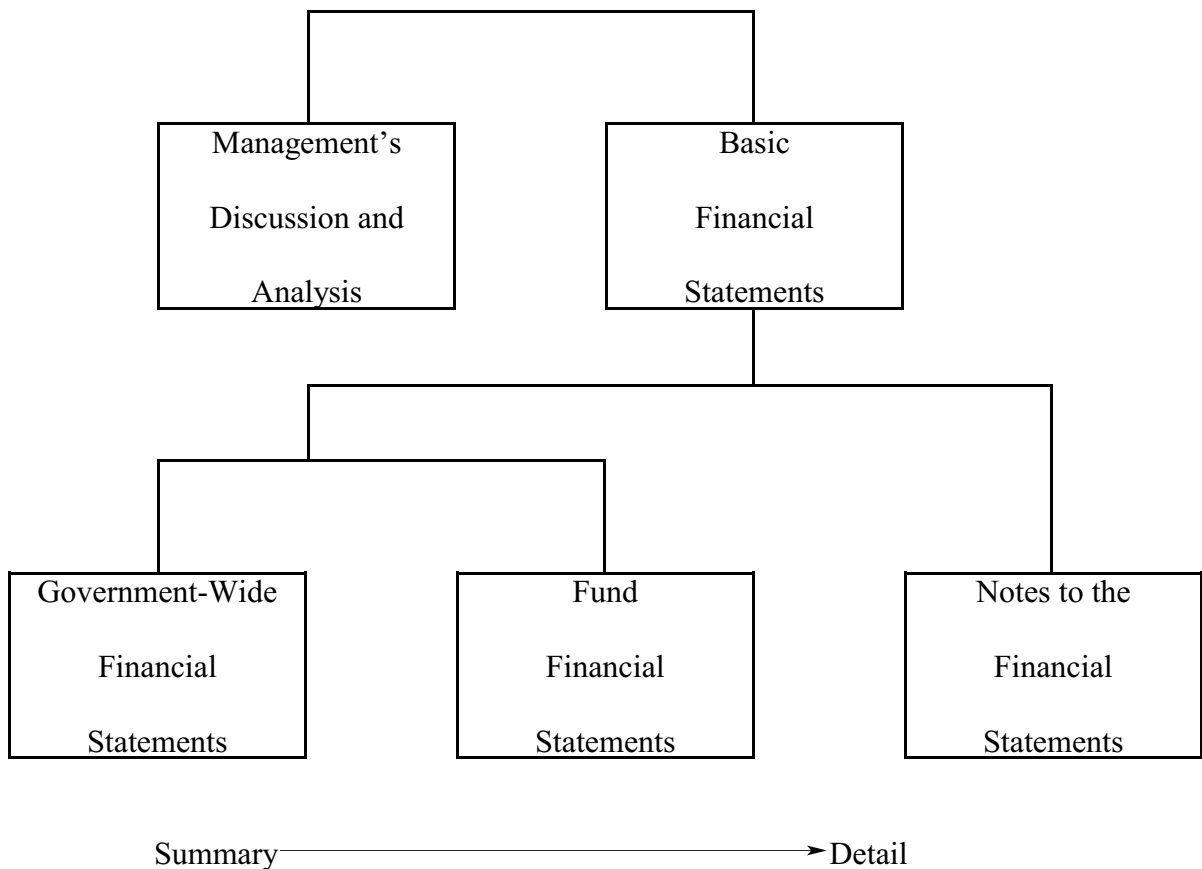 Management’s
Discussion and
Analysis
Basic
Financial
Statements
Government-Wide
Financial
Statements
Fund
Financial
Statements
Notes to the
Financial
Statements
Summary
Detail